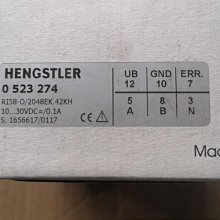 HENGSTLER
0 523 274
RI58-O/2048EK.42KH
10...30VDC=/0.1A
S. 1656617/0117
UB GND ERR.
12 10 7
5 8 3
A B N
Mad